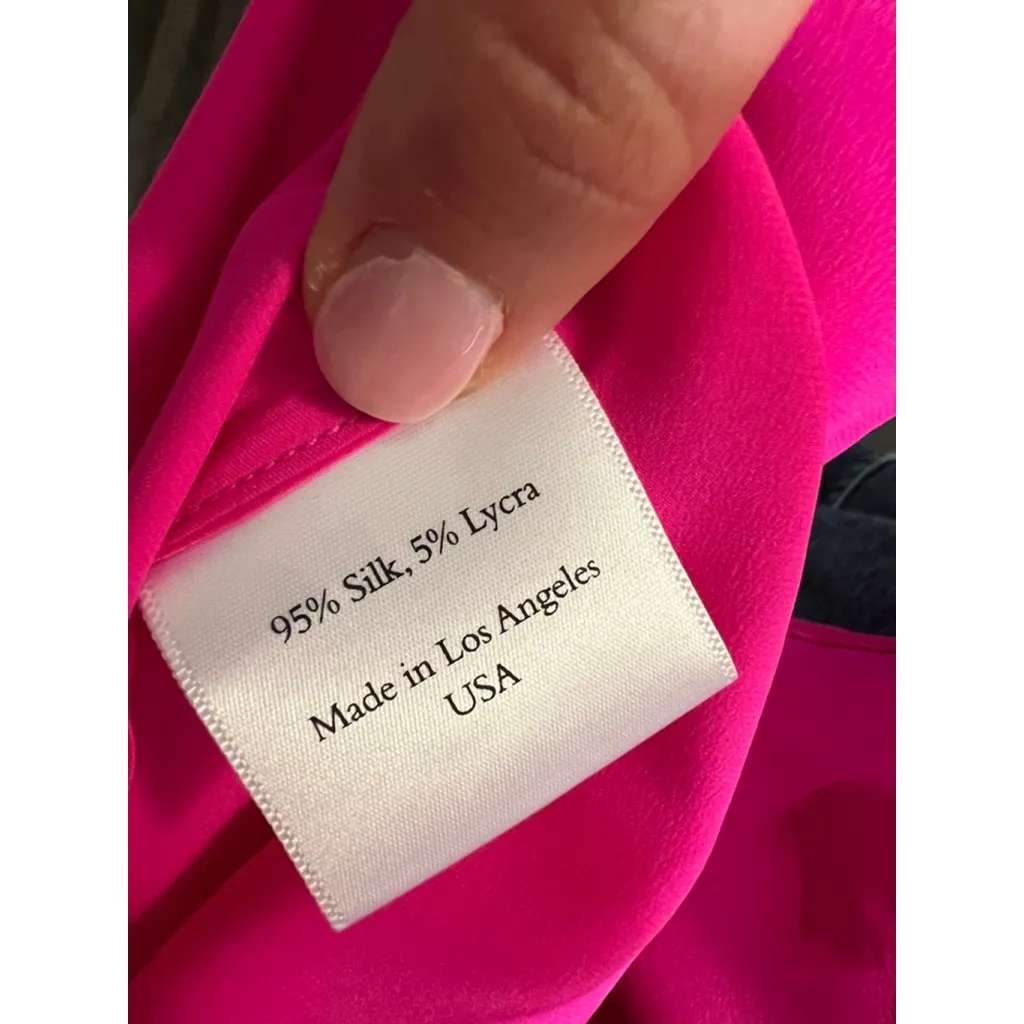 95% Silk, 5% Lycra
Made in Los Angeles
USA